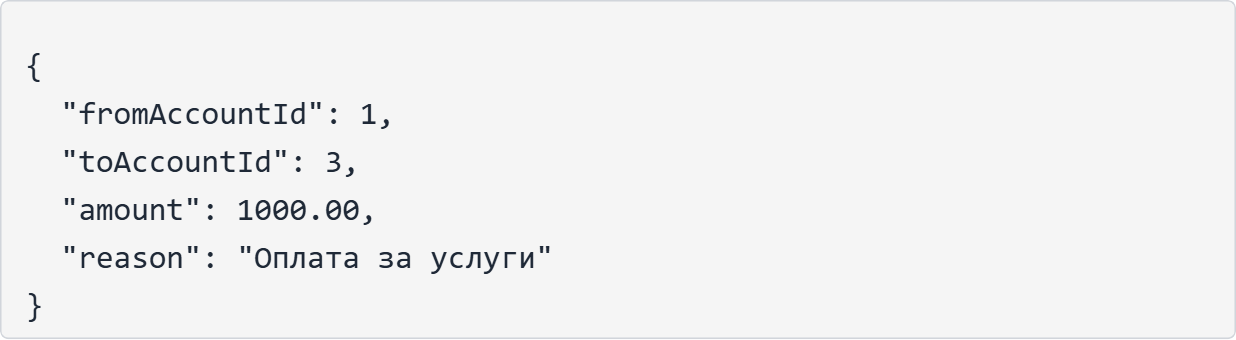 {
  "fromAccountId": 1,
  "toAccountId": 3,
  "amount": 1000.00,
  "reason": "Оплата за услуги"
}